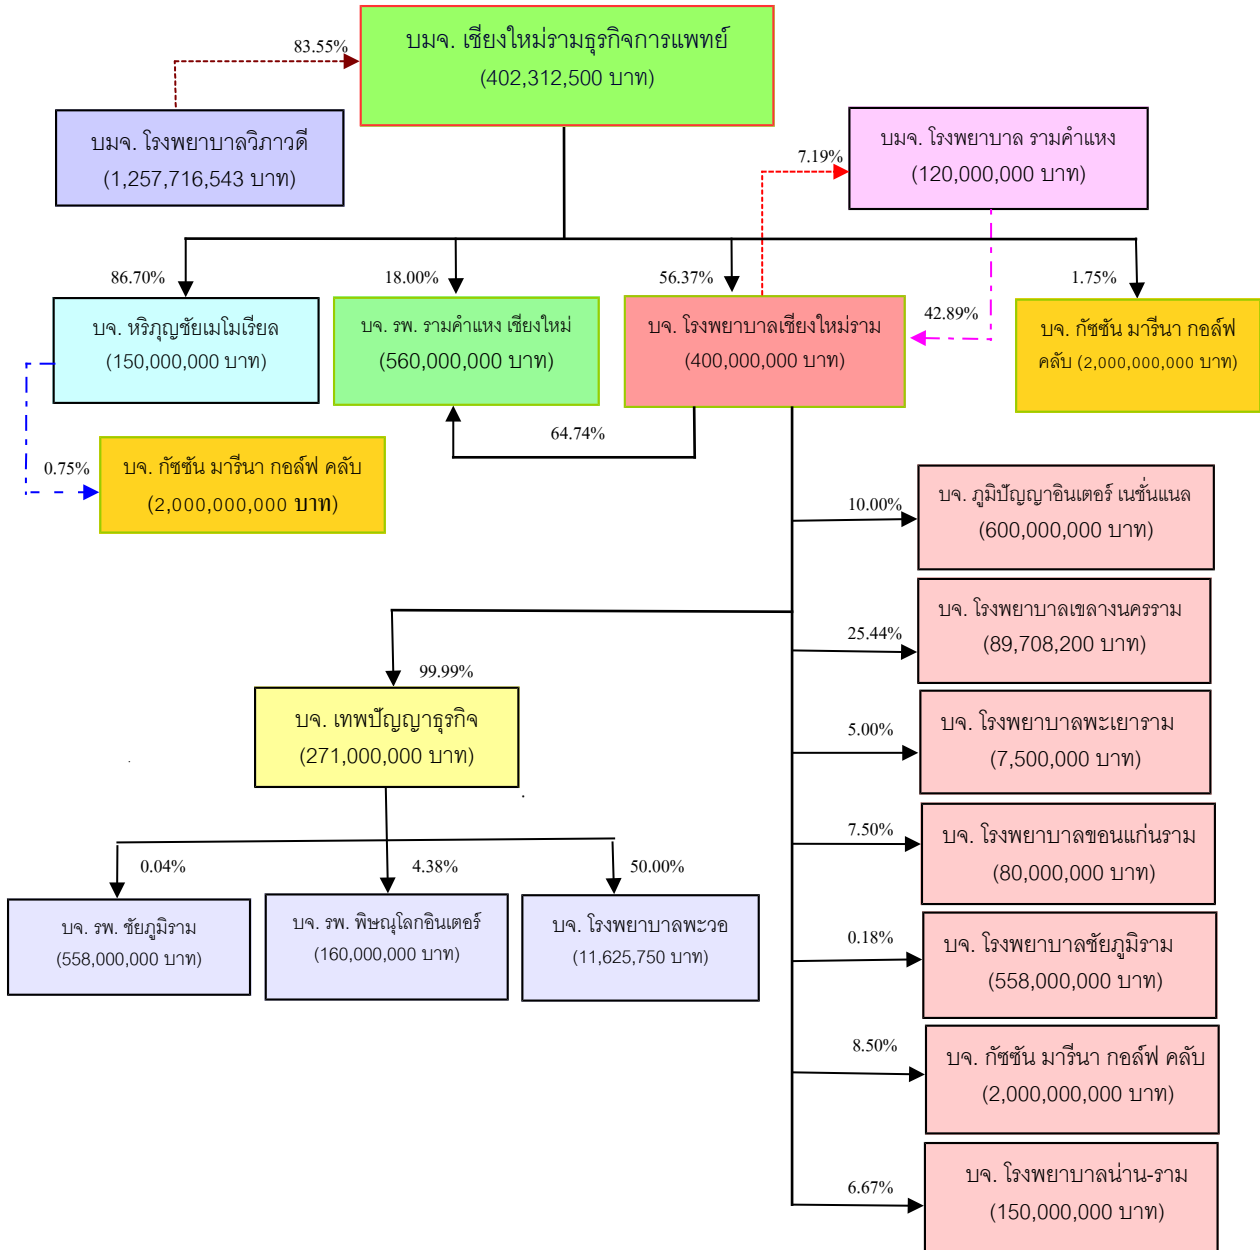 บมจ. เชียงใหม่รามธุรกิจการแพทย์
(402,312,500 บาท)
83.55%
บมจ. โรงพยาบาลวิภาวดี
(1,257,716,543 บาท)
7.19%
บมจ. โรงพยาบาล รามคำแหง
(120,000,000 บาท)
86.70%
18.00%
56.37%
1.75%
42.89%
บจ. หริภุญชัยเมโมเรียล
(150,000,000 บาท)
บจ. รพ. รามคำแหง เชียงใหม่
(560,000,000 บาท)
บจ. โรงพยาบาลเชียงใหม่ราม
(400,000,000 บาท)
บจ. กัซซัน มารีนา กอล์ฟ
คลับ (2,000,000,000 บาท)
64.74%
0.75%
บจ. กัซซัน มารีนา กอล์ฟ คลับ
(2,000,000,000 บาท)
10.00%
บจ. ภูมิปัญญาอินเตอร์ เนชั่นแนล
(600,000,000 บาท)
25.44%
บจ. โรงพยาบาลเขลางนครราม
(89,708,200 บาท)
99.99%
บจ. เทพปัญญาธุรกิจ
(271,000,000 บาท)
5.00%
บจ. โรงพยาบาลพะเยาราม
(7,500,000 บาท)
7.50%
บจ. โรงพยาบาลขอนแก่นราม
(80,000,000 บาท)
0.04%
4.38%
50.00%
บจ. รพ. ชัยภูมิราม
(558,000,000 บาท)
บจ. รพ. พิษณุโลกอินเตอร์
(160,000,000 บาท)
บจ. โรงพยาบาลพะวอ
(11,625,750 บาท)
0.18%
บจ. โรงพยาบาลชัยภูมิราม
(558,000,000 บาท)
8.50%
บจ. กัซซัน มารีนา กอล์ฟ คลับ
(2,000,000,000 บาท)
6.67%
บจ. โรงพยาบาลน่าน-ราม
(150,000,000 บาท)